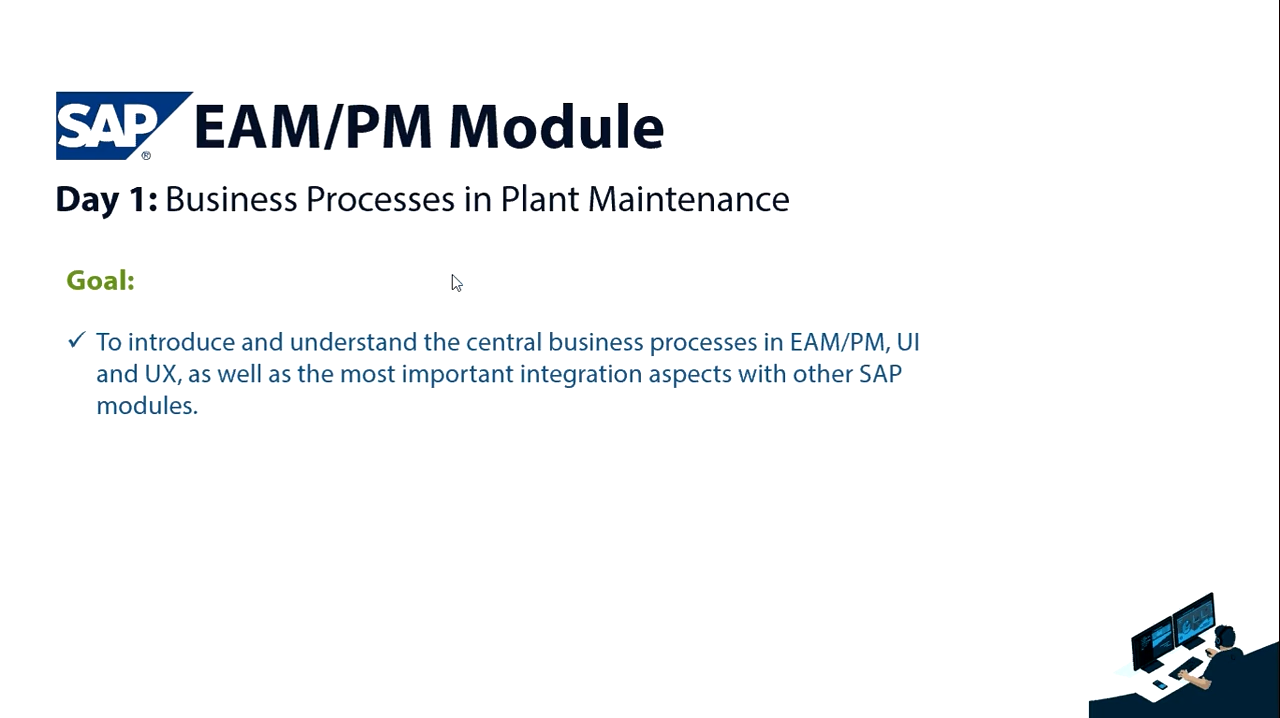 SAP® EAM/PM Module
Day 1: Business Processes in Plant Maintenance
Goal:
✓ To introduce and understand the central business processes in EAM/PM, UI
and UX, as well as the most important integration aspects with other SAP
modules.